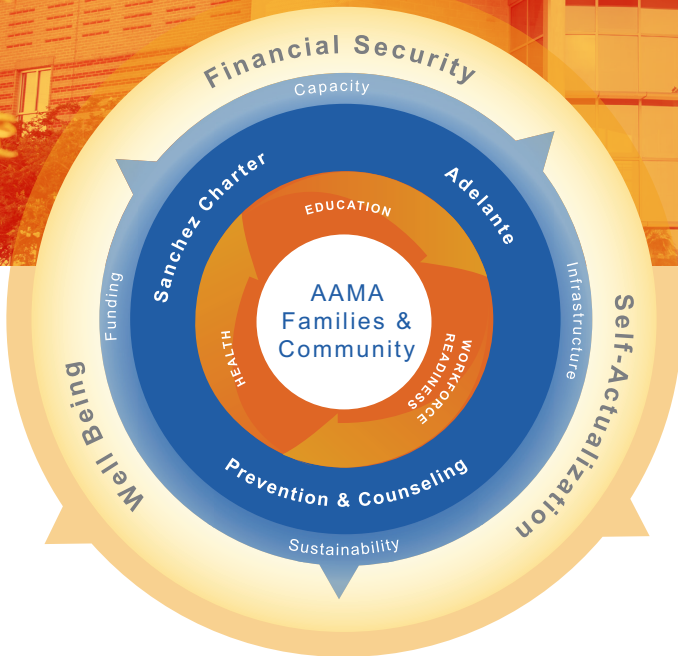 Financial Security
Capacity
Sanchez Charter
Adelante
EDUCATION
AAMA
Families &
Community
Funding
Infrastructure
HEALTH
WORKFORCE
READINESS
Well Being
Self-Actualization
Prevention & Counseling
Sustainability